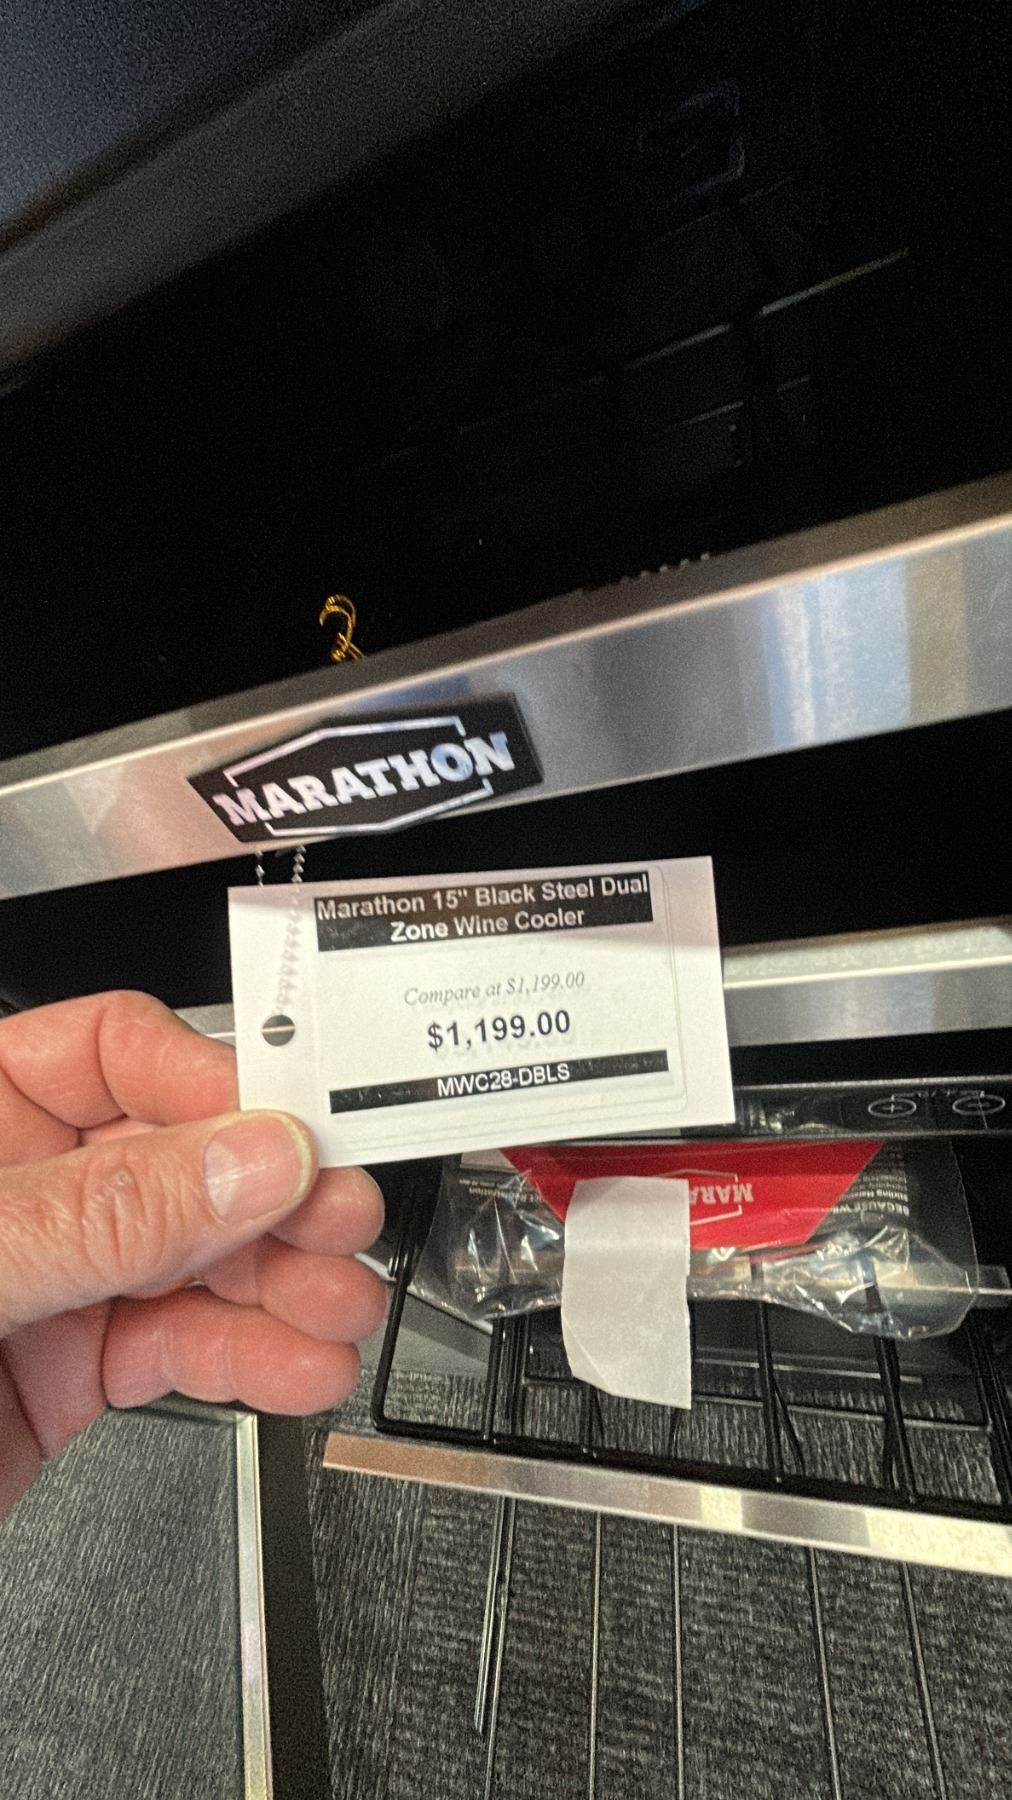 MARATHON
Marathon 15" Black Steel Dual
Zone Wine Cooler
Compare at $1,199.00
$1,199.00
MWC28-DBLS
MARA